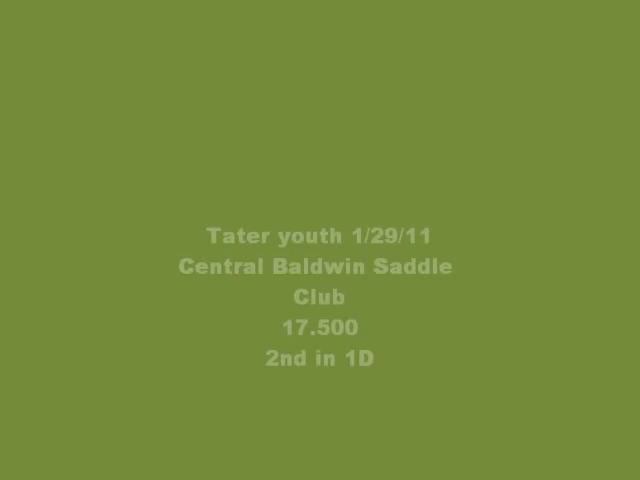 Tater youth 1/29/11
Central Baldwin Saddle
Club
17.500
2nd in 1D